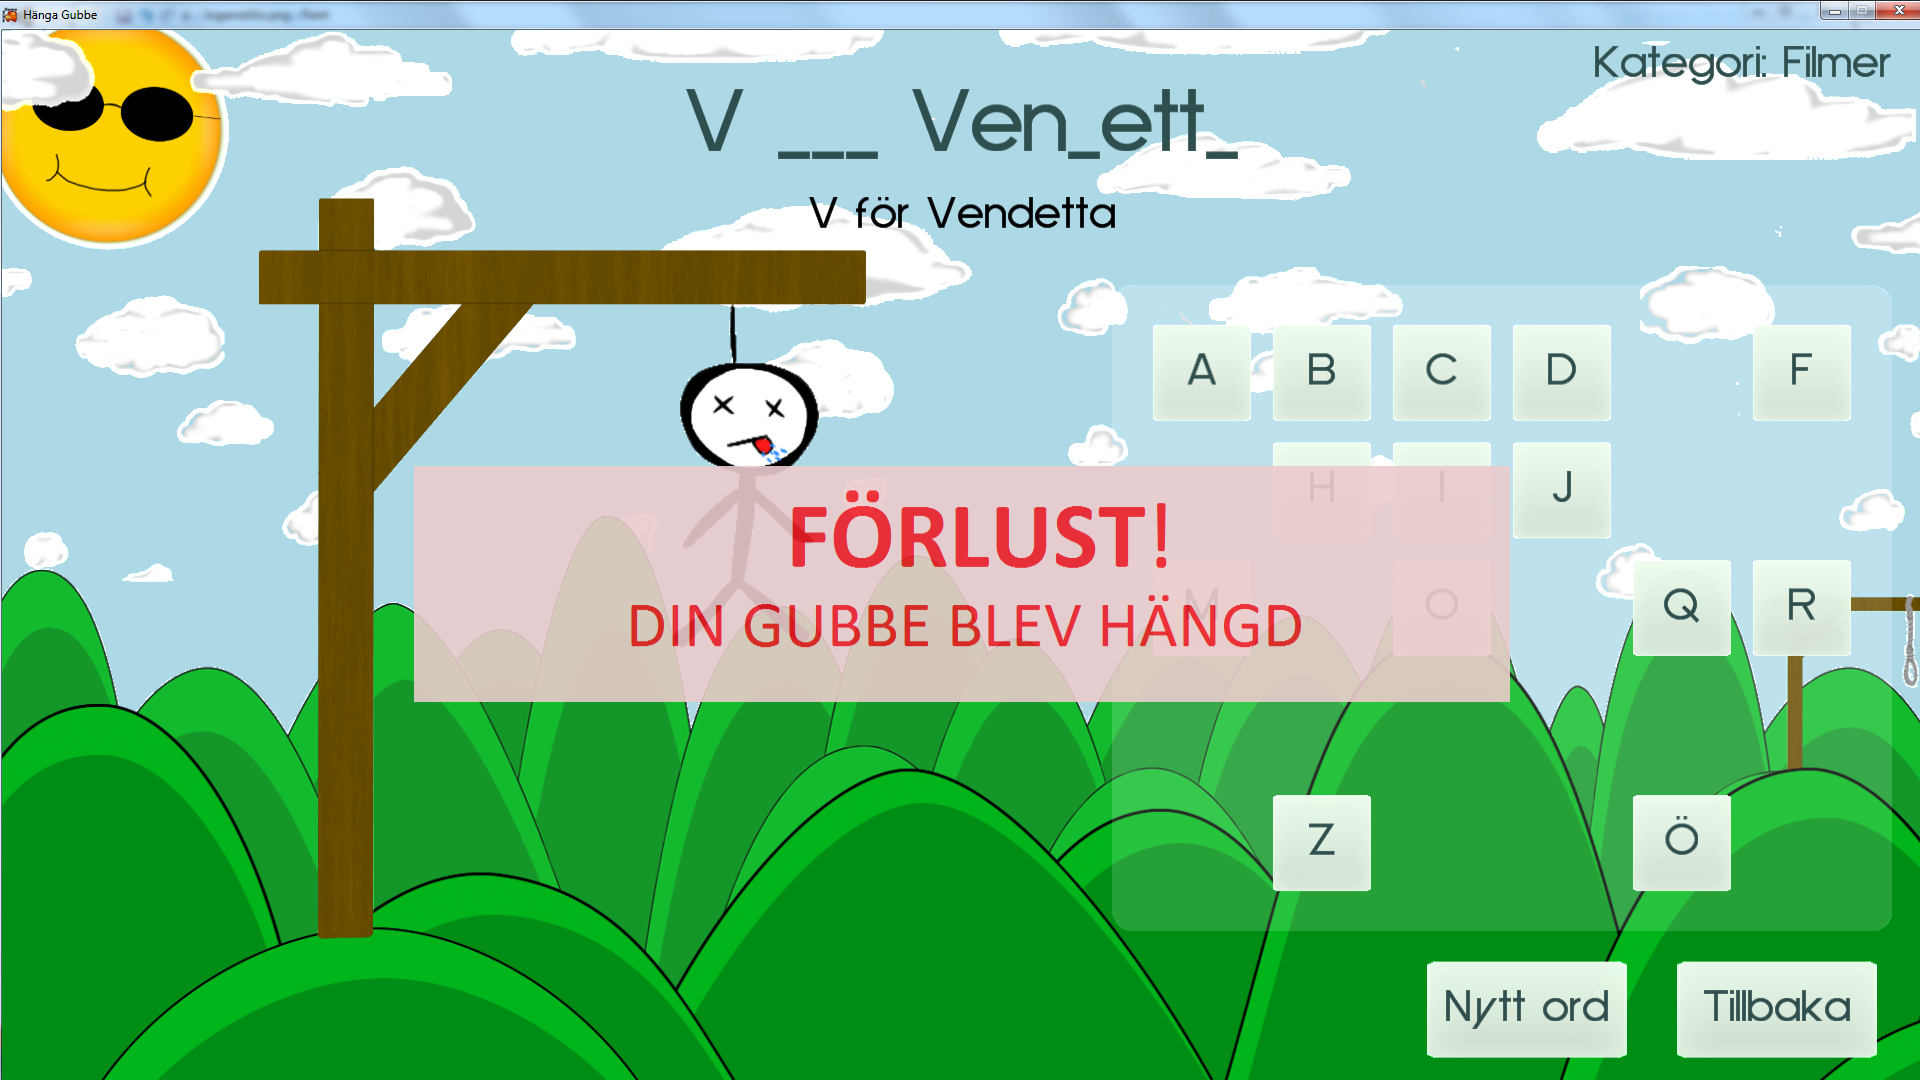 Hänga Gubbe
Kategori: Filmer
V ___ Ven_ett_
V för Vendetta
A B C D F
H I J
FÖRLUST!
M O Q R
DIN GUBBE BLEV HÄNGD
Z Ö
Nytt ord Tillbaka